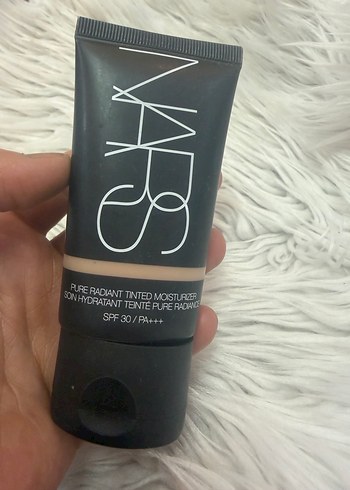 NARS
PURE RADIANT TINTED MOISTURIZER
SOIN HYDRATANT TEINTÉ PURE RADIANCE
SPF 30 / PA+++